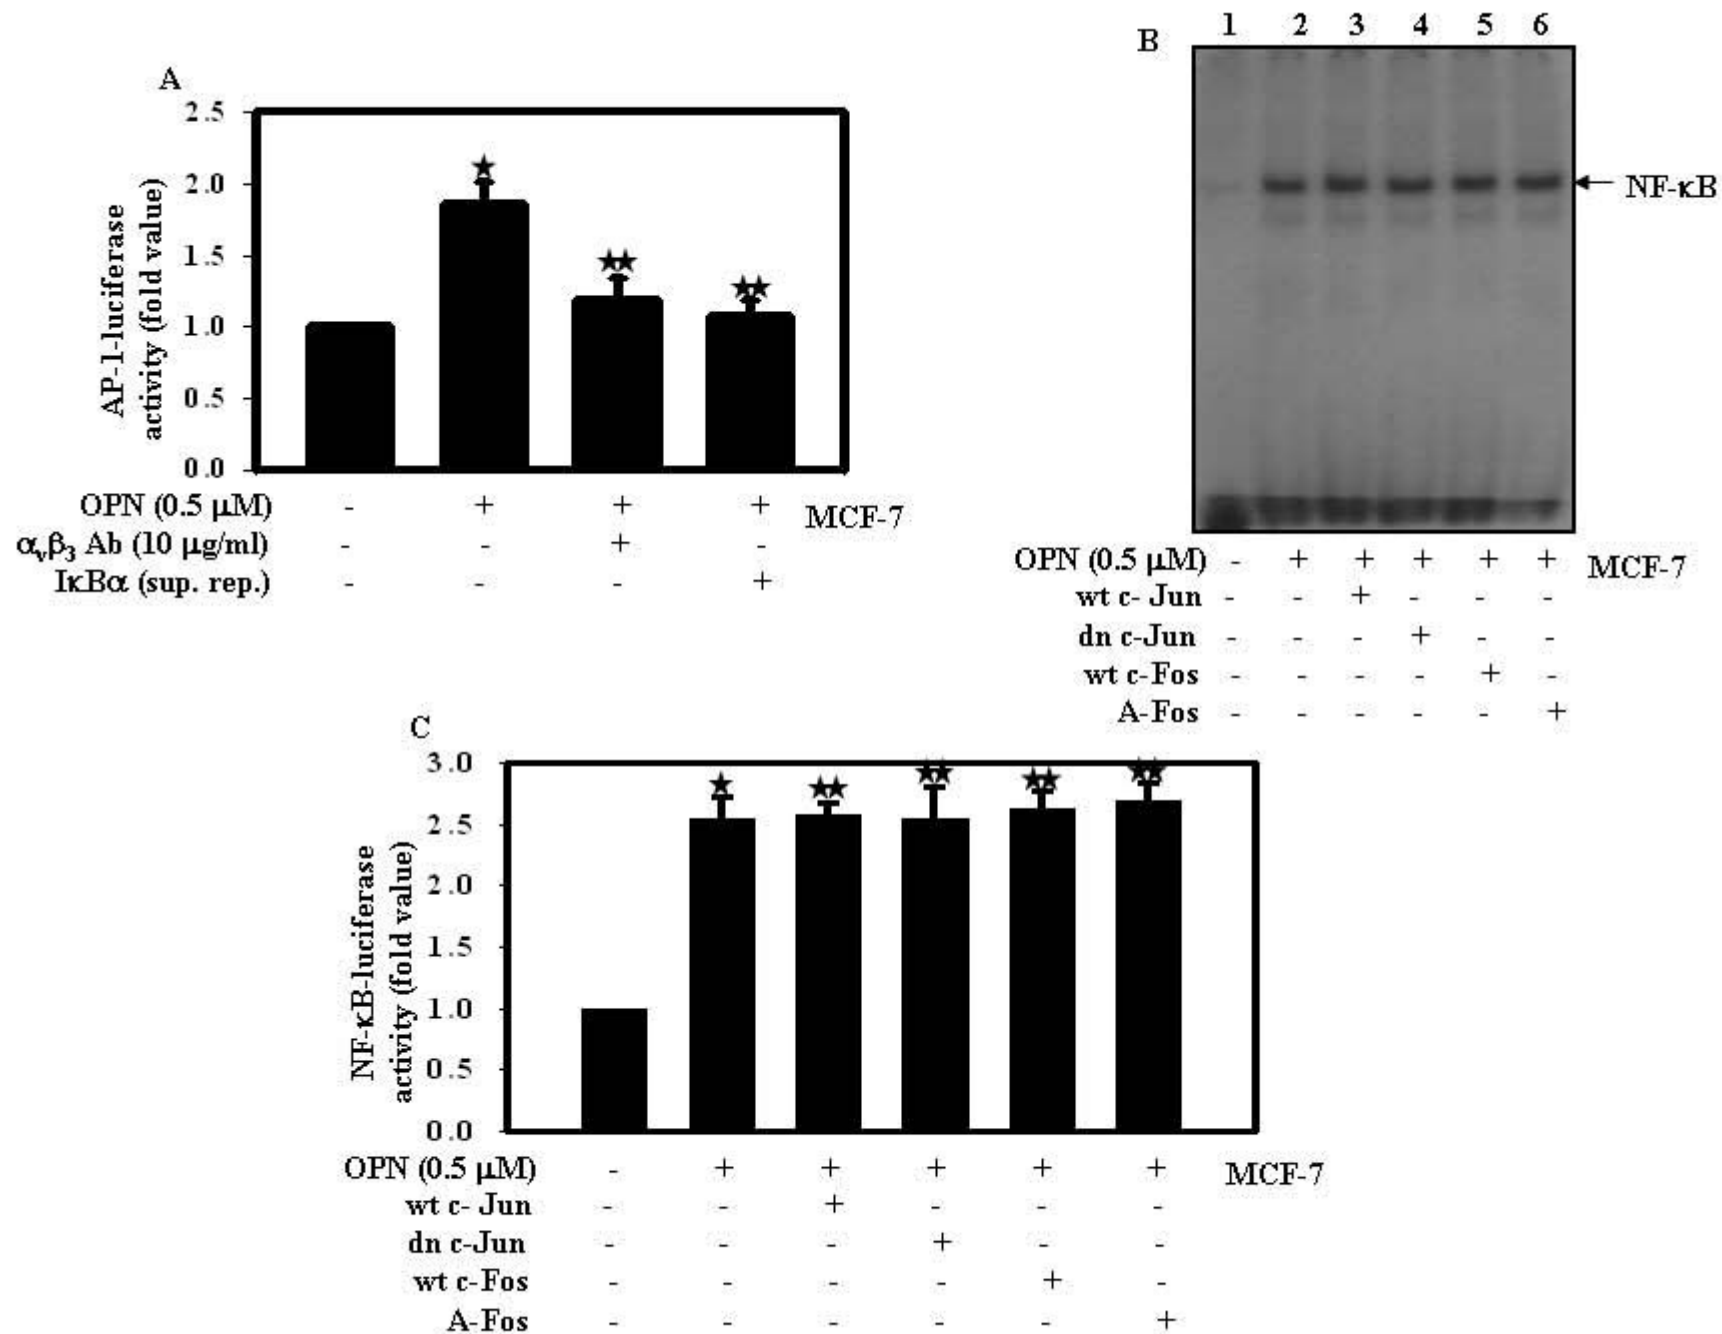 A
2.5
2.0
1.5
1.0
0.5
0.0
AP-1-luciferase
activity (fold value)
★
★★
★★
OPN (0.5 μM) - + + + MCF-7
αvβ3 Ab (10 μg/ml) - - + -
IκBα (sup. rep.) - - - +
B
1 2 3 4 5 6
NF-κB
OPN (0.5 μM) - + + + + + MCF-7
wt c- Jun - - + - - -
dn c-Jun - - - + - -
wt c-Fos - - - - + -
A-Fos - - - - - +
C
3.0
2.5
2.0
1.5
1.0
0.5
0.0
NF-κB-luciferase
activity (fold value)
★ ★★ ★★ ★★ ★★
OPN (0.5 μM) - + + + + + MCF-7
wt c- Jun - - + - - -
dn c-Jun - - - + - -
wt c-Fos - - - - + -
A-Fos - - - - - +